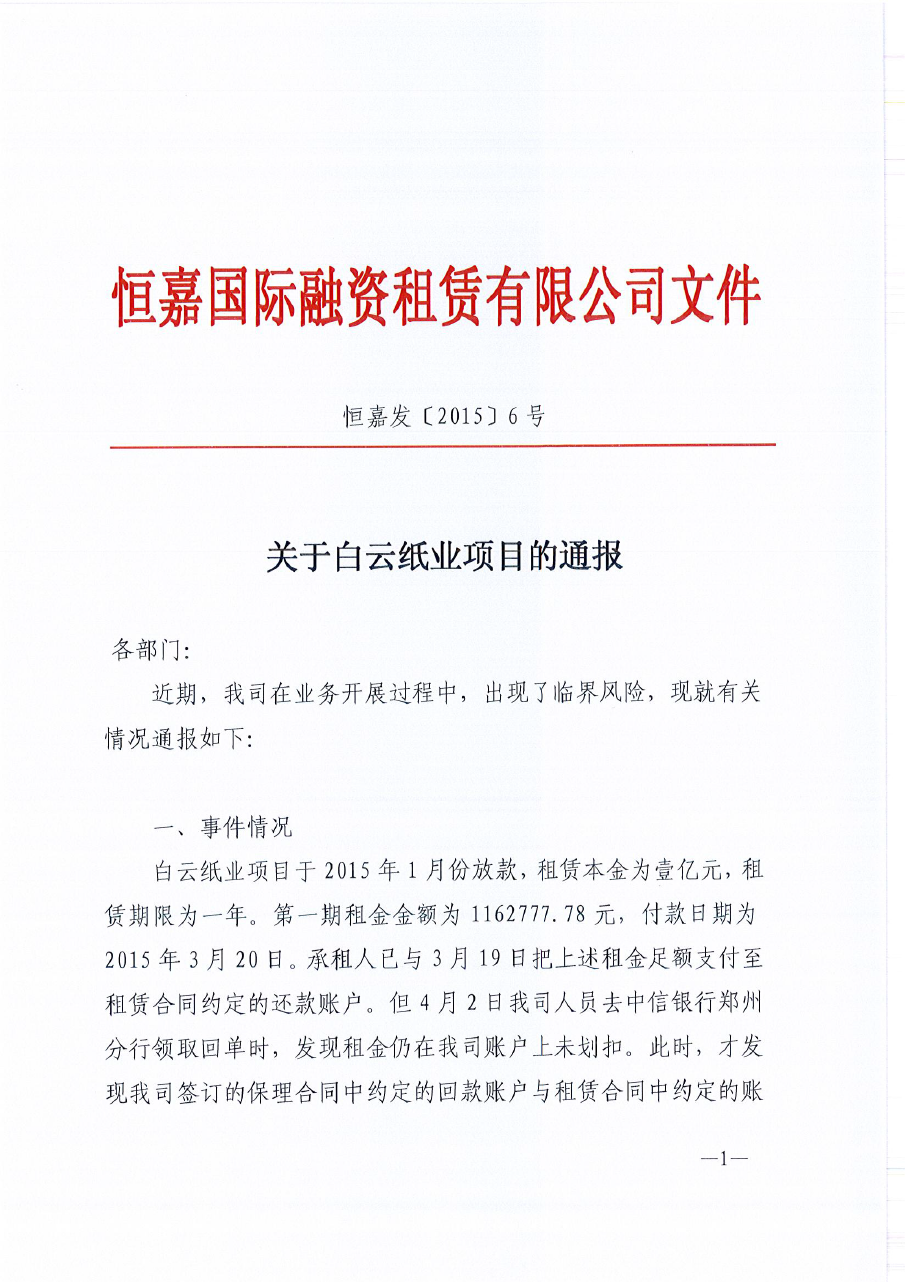 恒嘉国际融资租赁有限公司文件
恒嘉发〔2015〕6号
关于白云纸业项目的通报
各部门：
近期，我司在业务开展过程中，出现了临界风险，现就有关
情况通报如下：
一、事件情况
白云纸业项目于 2015 年 1 月份放款，租赁本金为壹亿元，租
赁期限为一年。第一期租金金额为 1162777.78 元，付款日期为
2015 年 3 月 20 日。承租人已与 3 月 19 日把上述租金足额支付至
租赁合同约定的还款账户。但 4 月 2 日我司人员去中信银行郑州
分行领取回单时，发现租金仍在我司账户上未划扣。此时，才发
现我司签订的保理合同中约定的回款账户与租赁合同中约定的账
—1—